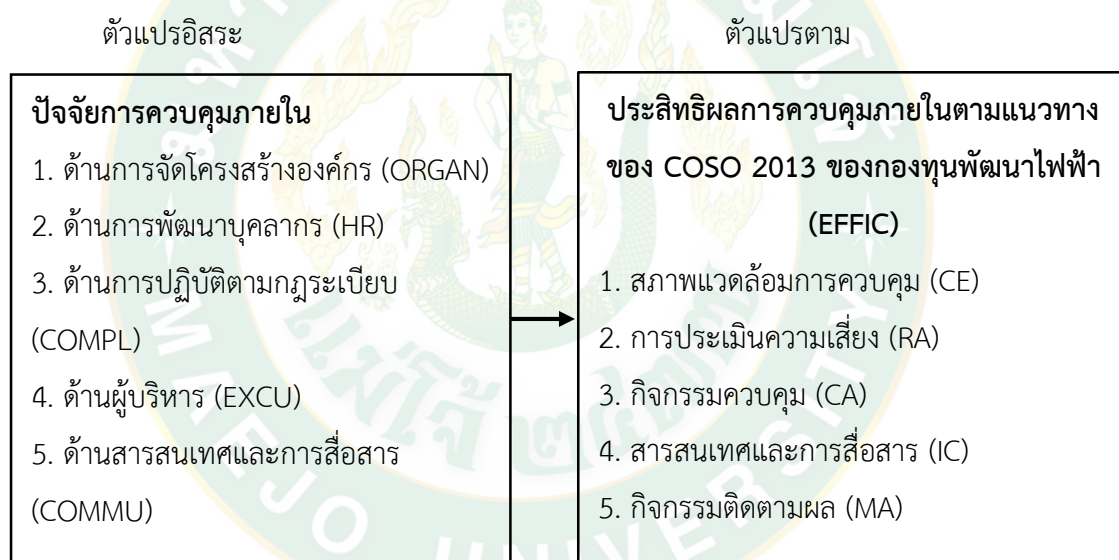 ตัวแปรอิสระ
ตัวแปรตาม
ปัจจัยการควบคุมภายใน
1. ด้านการจัดโครงสร้างองค์กร (ORGAN)
2. ด้านการพัฒนาบุคลากร (HR)
3. ด้านการปฏิบัติตามกฎระเบียบ
(COMPL)
4. ด้านผู้บริหาร (EXCU)
5. ด้านสารสนเทศและการสื่อสาร
(COMMU)
ประสิทธิผลการควบคุมภายในตามแนวทาง
ของ COSO 2013 ของกองทุนพัฒนาไฟฟ้า
(EFFIC)
1. สภาพแวดล้อมการควบคุม (CE)
2. การประเมินความเสี่ยง (RA)
3. กิจกรรมควบคุม (CA)
4. สารสนเทศและการสื่อสาร (IC)
5. กิจกรรมติดตามผล (MA)
แม่โจ้ ๒๔๗๗
MAEJO UNIVERSITY